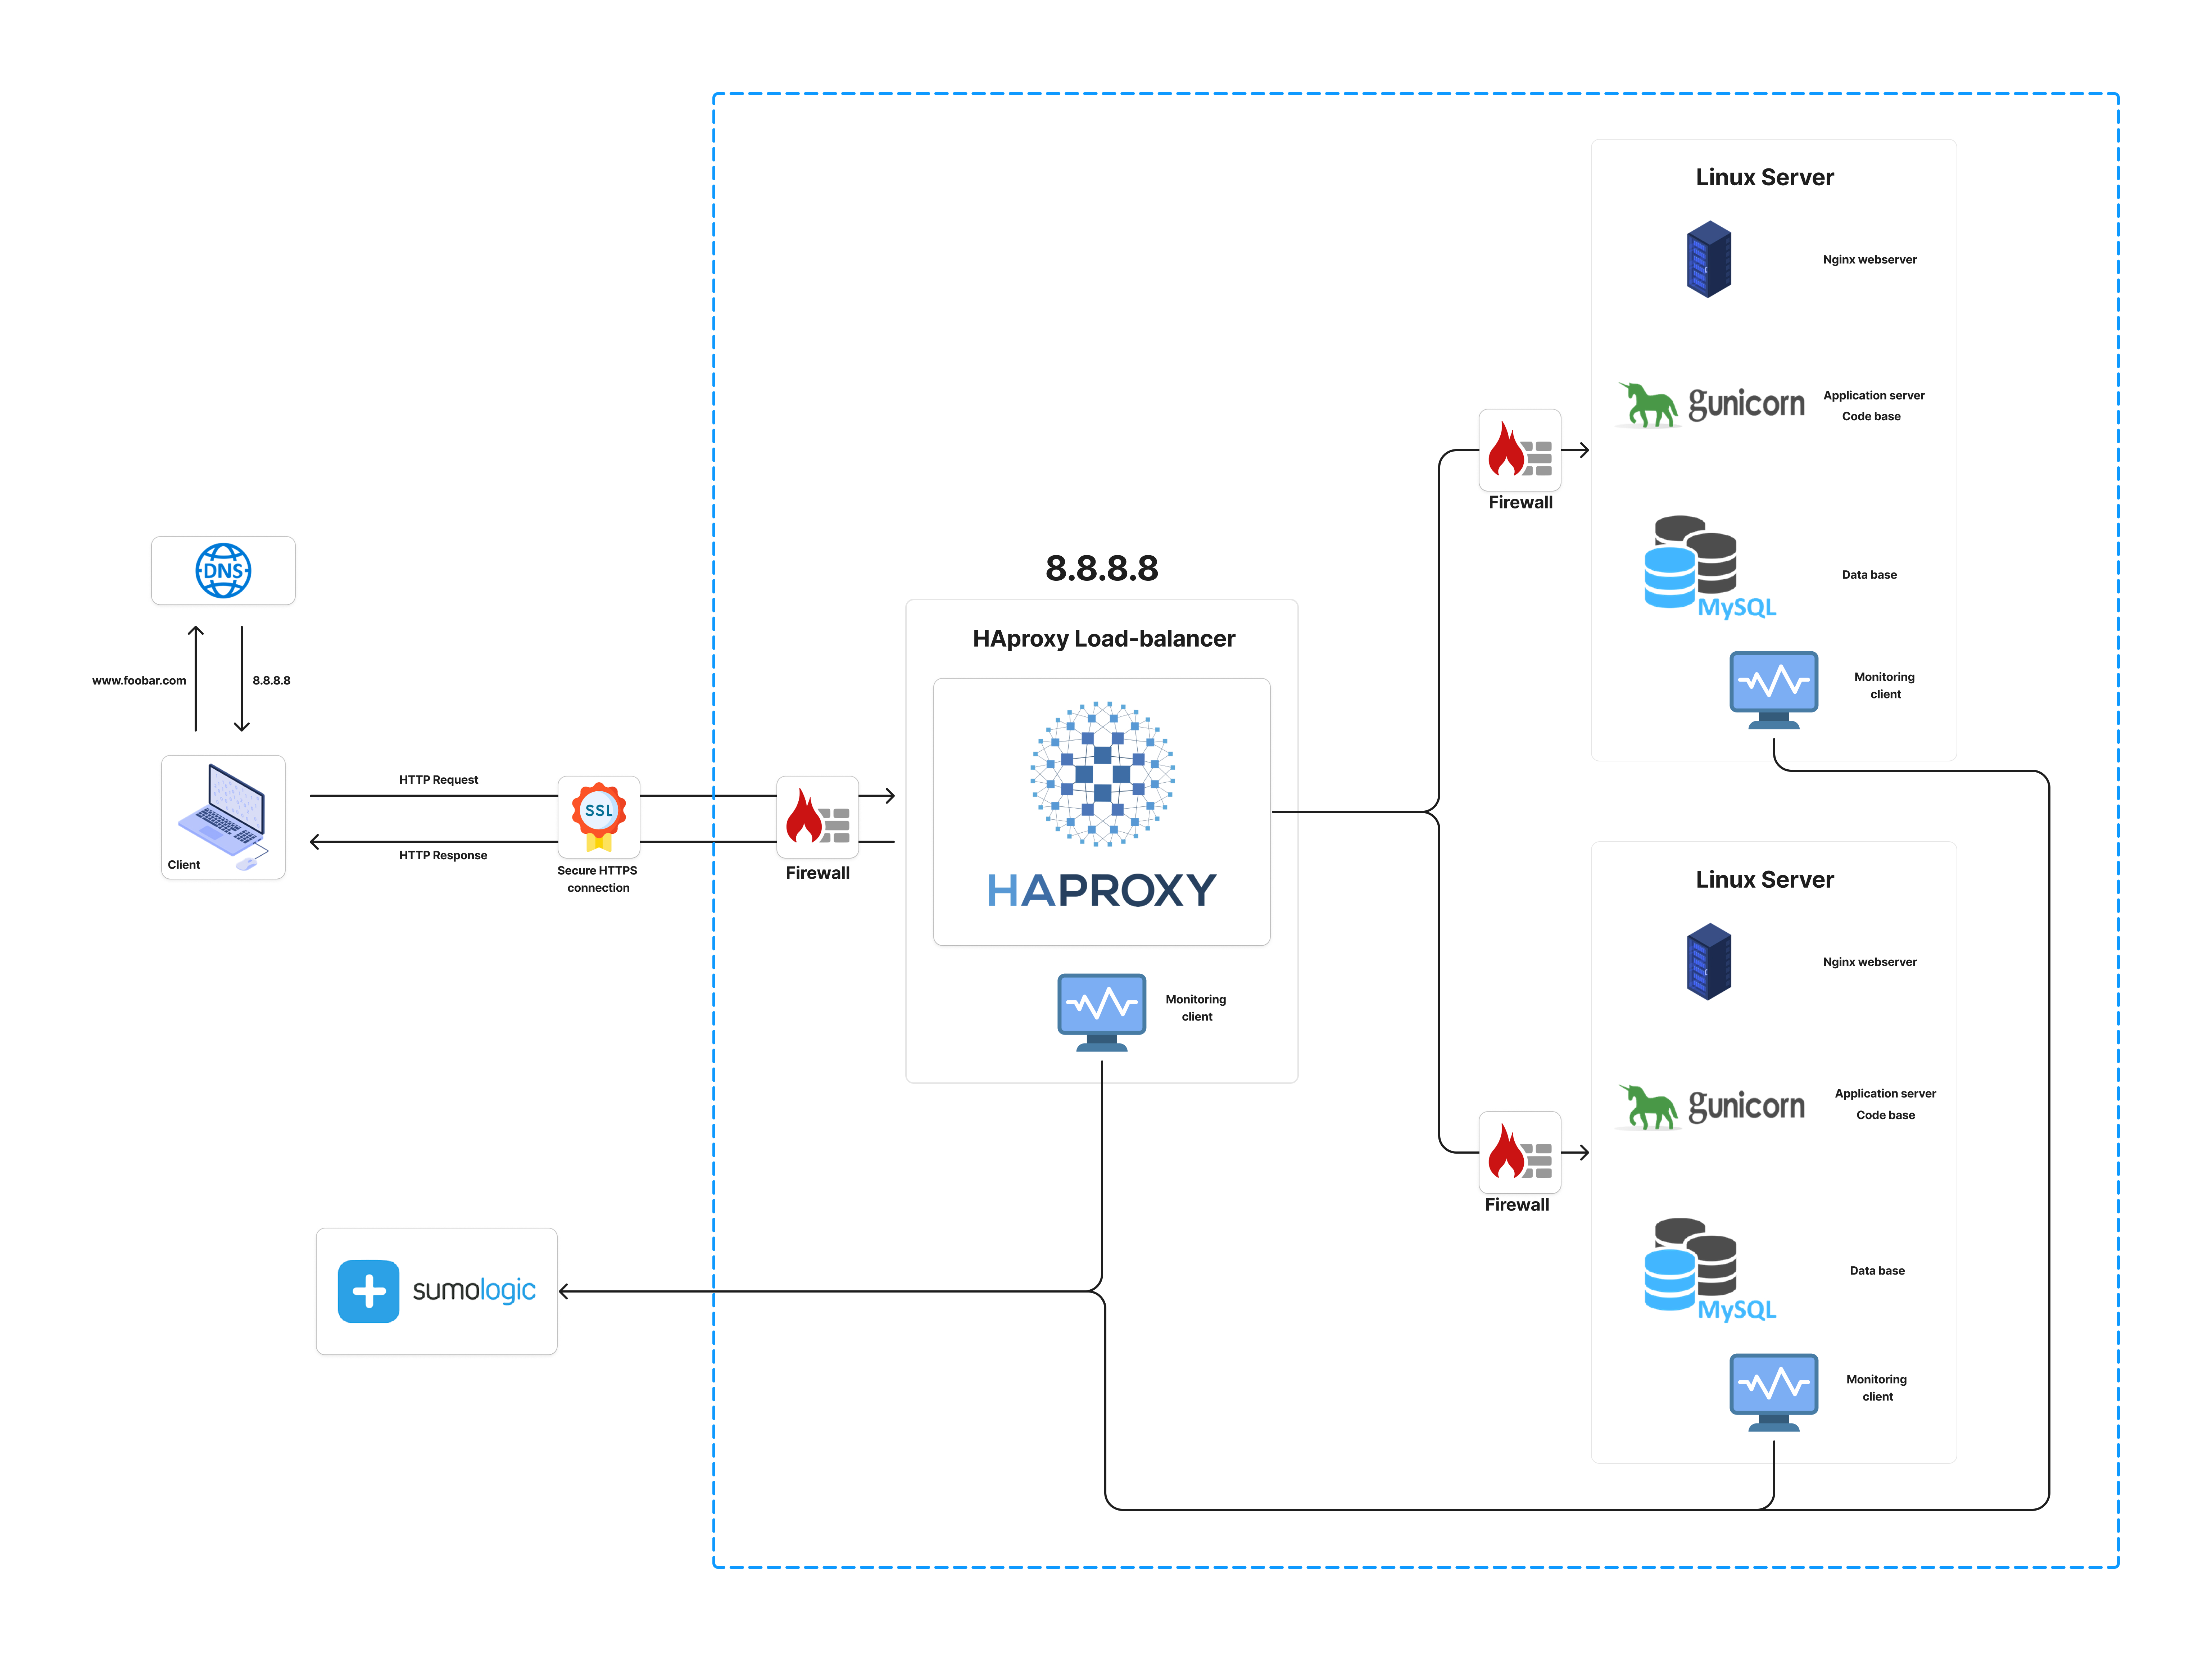 DNS
www.foobar.com
8.8.8.8
Client
HTTP Request
HTTP Response
SSL
Secure HTTPS
connection
Firewall
8.8.8.8
HAproxy Load-balancer
HAPROXY
Monitoring
client
sumologic
Firewall
Linux Server
Nginx webserver
gunicorn
Application server
Code base
MySQL
Data base
Monitoring
client
Firewall
Linux Server
Nginx webserver
gunicorn
Application server
Code base
MySQL
Data base
Monitoring
client